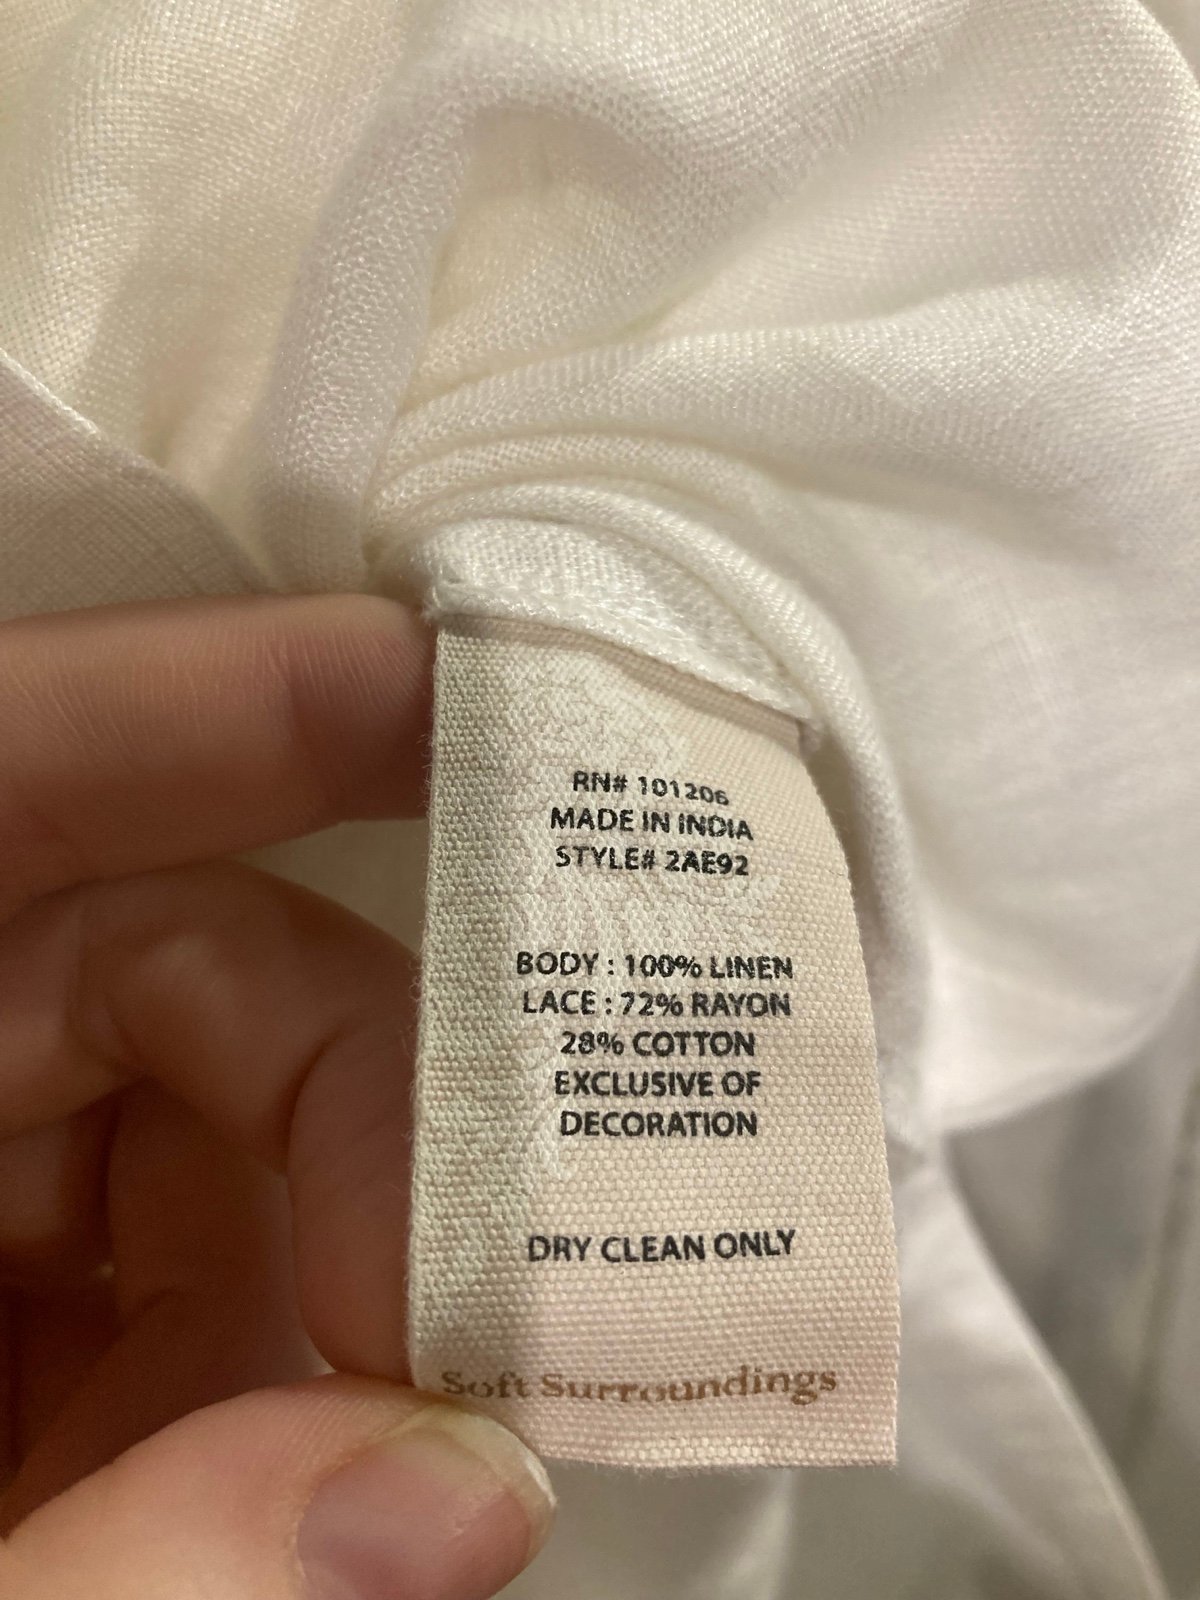 RN# 101206
MADE IN INDIA
STYLE# 2AE92
BODY : 100% LINEN
LACE : 72% RAYON
28% COTTON
EXCLUSIVE OF
DECORATION
DRY CLEAN ONLY
Soft Surroundings